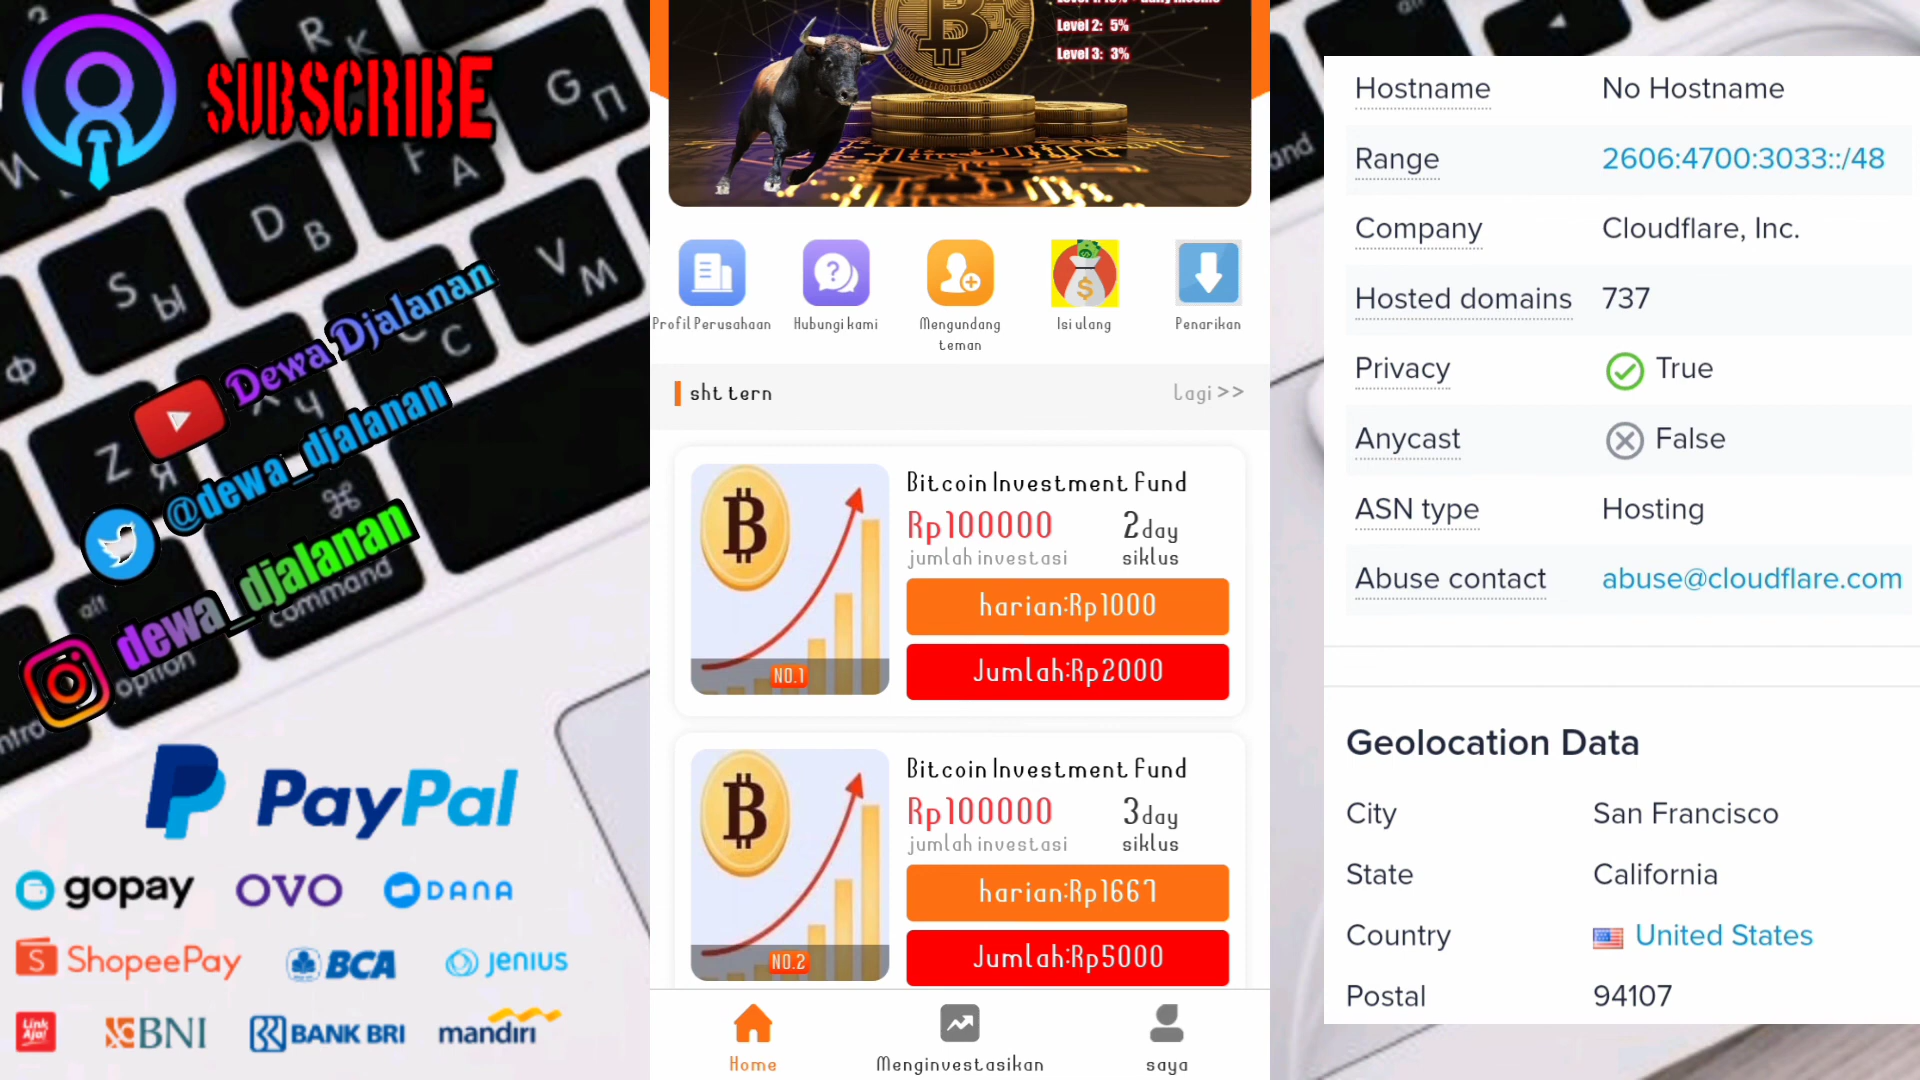 SUBSCRIBE
Dewa Djalanan
@dewa_djalanan
dewa_djalanan
alt
option
command
PayPal
gopay OVO DANA
ShopeePay BCA jenius
Link Aja! BNI BANK BRI mandiri
Level 2: 5%
Level 3: 3%
Profil Perusahaan
Hubungi kami
Mengundang
teman
Isi ulang
Penarikan
sht tern
lagi >>
Bitcoin Investment Fund
Rp100000 2day
jumlah investasi siklus
harian:Rp1000
Jumlah:Rp2000
NO.1
Bitcoin Investment Fund
Rp100000 3day
jumlah investasi siklus
harian:Rp1667
Jumlah:Rp5000
NO.2
Home
Menginvestasikan
saya
Hostname No Hostname
Range 2606:4700:3033::/48
Company Cloudflare, Inc.
Hosted domains 737
Privacy True
Anycast False
ASN type Hosting
Abuse contact abuse@cloudflare.com
Geolocation Data
City San Francisco
State California
Country United States
Postal 94107